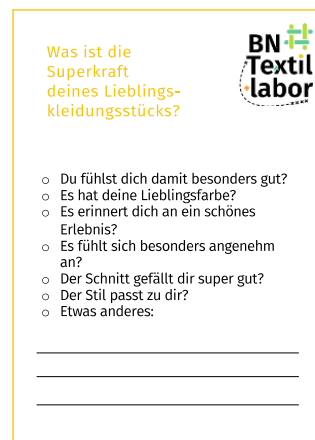 Was ist die
Superkraft
deines Lieblings-
kleidungsstücks?
BN
Textil
labor
o Du fühlst dich damit besonders gut?
o Es hat deine Lieblingsfarbe?
o Es erinnert dich an ein schönes
Erlebnis?
o Es fühlt sich besonders angenehm
an?
o Der Schnitt gefällt dir super gut?
o Der Stil passt zu dir?
o Etwas anderes: